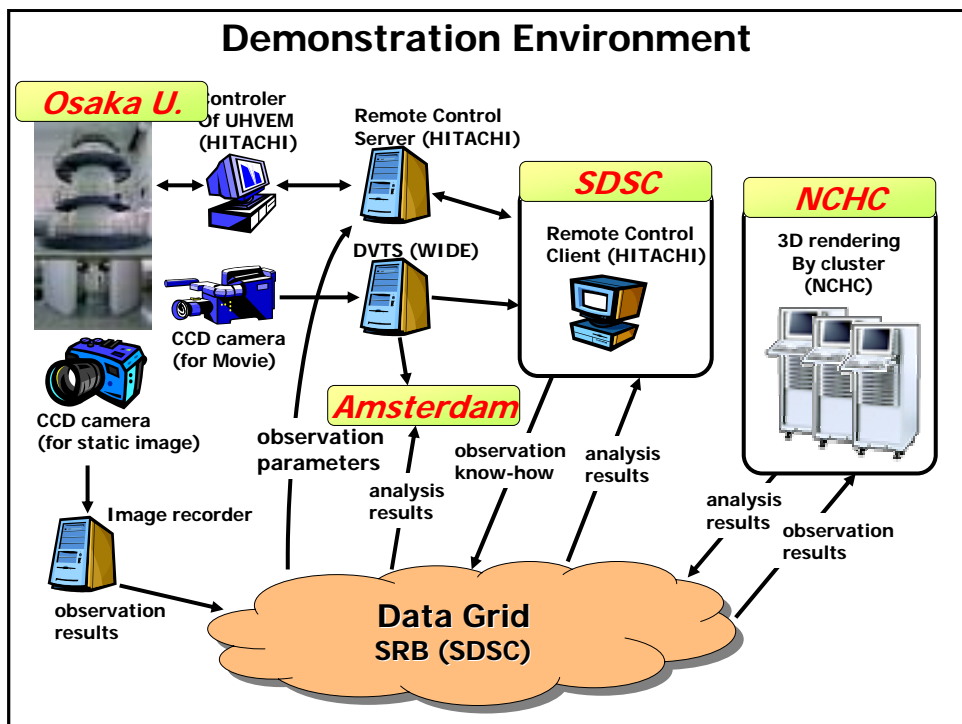 Demonstration Environment
Osaka U.
Controler
Of UHVEM
(HITACHI)
Remote Control
Server (HITACHI)
SDSC
Remote Control
Client (HITACHI)
NCHC
3D rendering
By cluster
(NCHC)
DVTS (WIDE)
CCD camera
(for Movie)
CCD camera
(for static image)
Amsterdam
observation
parameters
analysis
results
observation
know-how
analysis
results
analysis
results
observation
results
Image recorder
observation
results
Data Grid
SRB (SDSC)